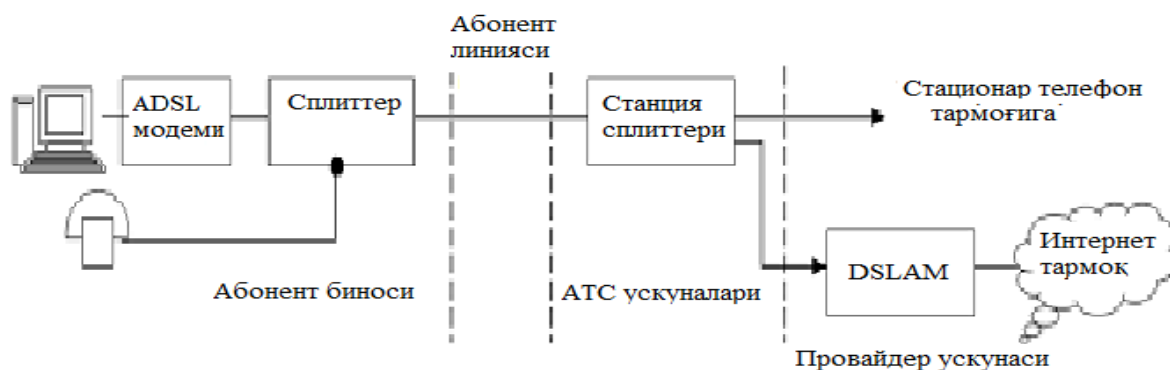 Абонент
линияси
ADSL
модеми
Сплиттер
Станция
сплиттери
Стационар телефон
тармоғига
DSLAM
Интернет
тармоқ
Абонент биноси
АТС ускуналари
Провайдер ускунаси